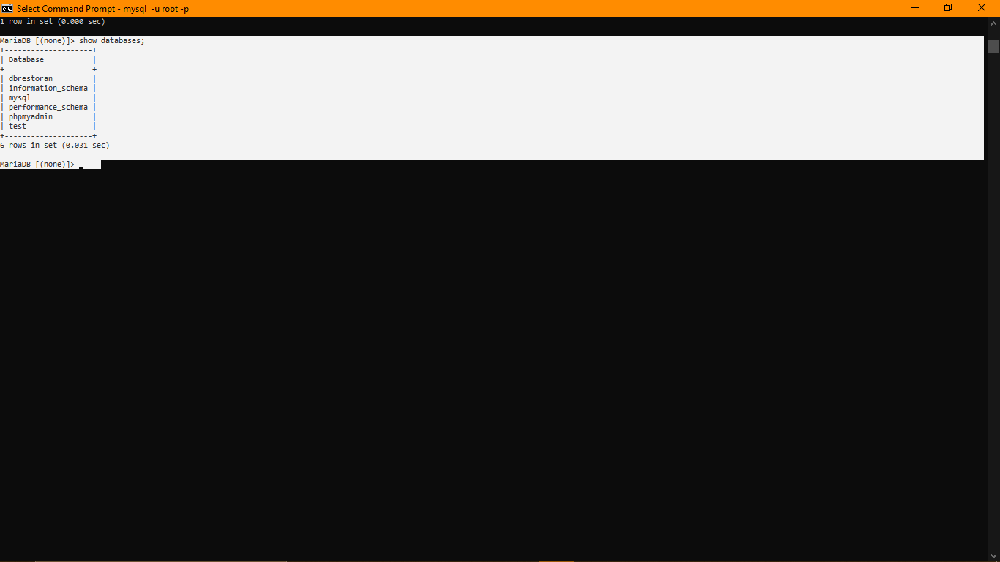 Select Command Prompt - mysql  -u root -p
1 row in set (0.000 sec)
MariaDB [(none)]> show databases;
+--------------------+
| Database           |
+--------------------+
| dbrestoran         |
| information_schema |
| mysql              |
| performance_schema |
| phpmyadmin         |
| test               |
+--------------------+
6 rows in set (0.031 sec)
MariaDB [(none)]> _